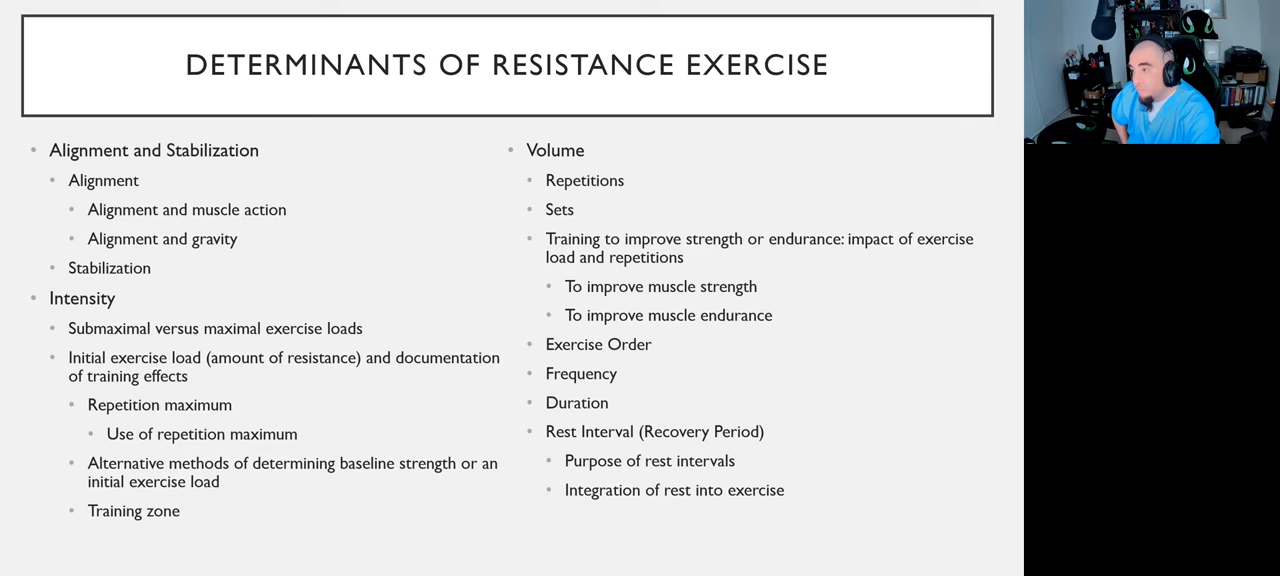 DETERMINANTS OF RESISTANCE EXERCISE
• Alignment and Stabilization
• Alignment
• Alignment and muscle action
• Alignment and gravity
• Stabilization
• Intensity
• Submaximal versus maximal exercise loads
• Initial exercise load (amount of resistance) and documentation
of training effects
• Repetition maximum
• Use of repetition maximum
• Alternative methods of determining baseline strength or an
initial exercise load
• Training zone
• Volume
• Repetitions
• Sets
• Training to improve strength or endurance: impact of exercise
load and repetitions
• To improve muscle strength
• To improve muscle endurance
• Exercise Order
• Frequency
• Duration
• Rest Interval (Recovery Period)
• Purpose of rest intervals
• Integration of rest into exercise